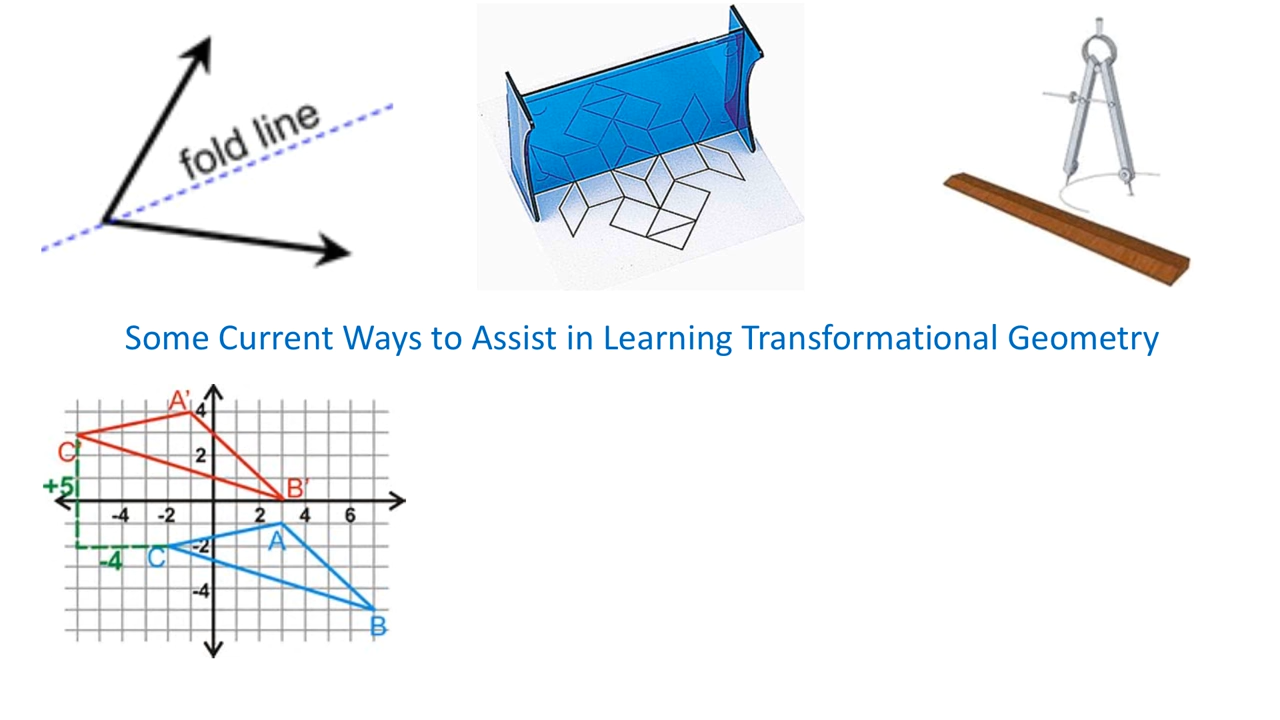 fold line
Some Current Ways to Assist in Learning Transformational Geometry
A'
4
C'
2
+5
B'
-4 -2 2 4 6
A
-2
C
-4
-4
B